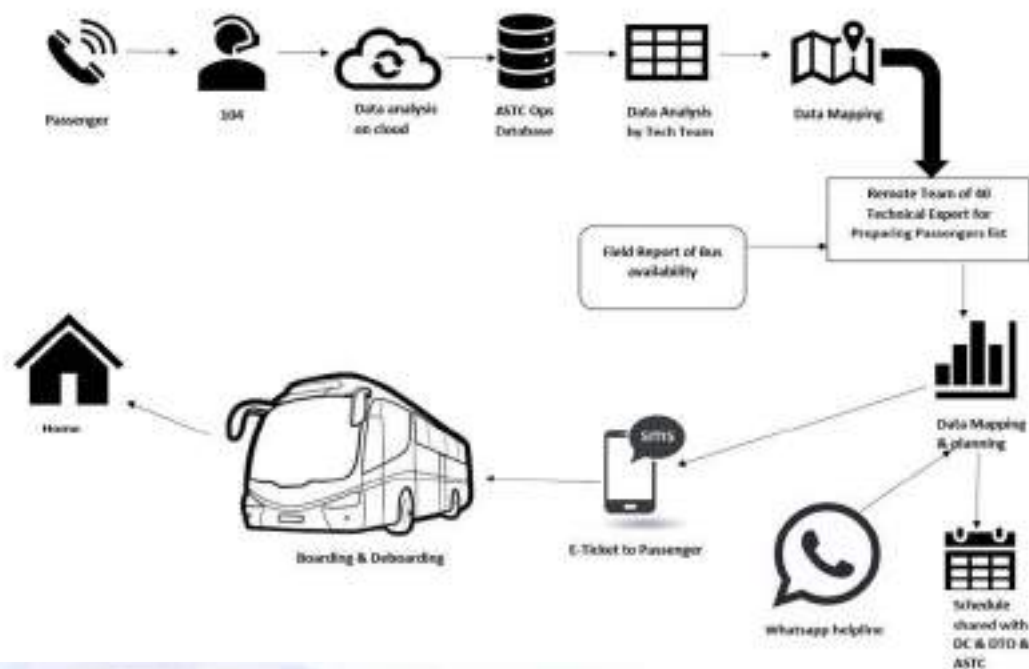 Passenger
104
Data analysis
on cloud
ASTC Ops
Database
Data Analysis
by Tech Team
Data Mapping
Remote Team of 40
Technical Expert for
Preparing Passengers list
Field Report of Bus
availability
Home
Boarding & Deboarding
sms
E-Ticket to Passenger
Data Mapping
& planning
Whatsapp helpline
Schedule
shared with
DC & DTO &
ASTC